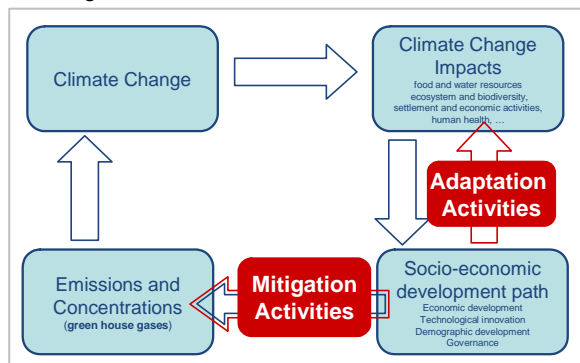 Climate Change
Climate Change
Impacts
food and water resources
ecosystem and biodiversity,
settlement and economic activities,
human health, ...
Adaptation
Activities
Emissions and
Concentrations
(green house gases)
Mitigation
Activities
Socio-economic
development path
Economic development
Technological innovation
Demographic development
Governance